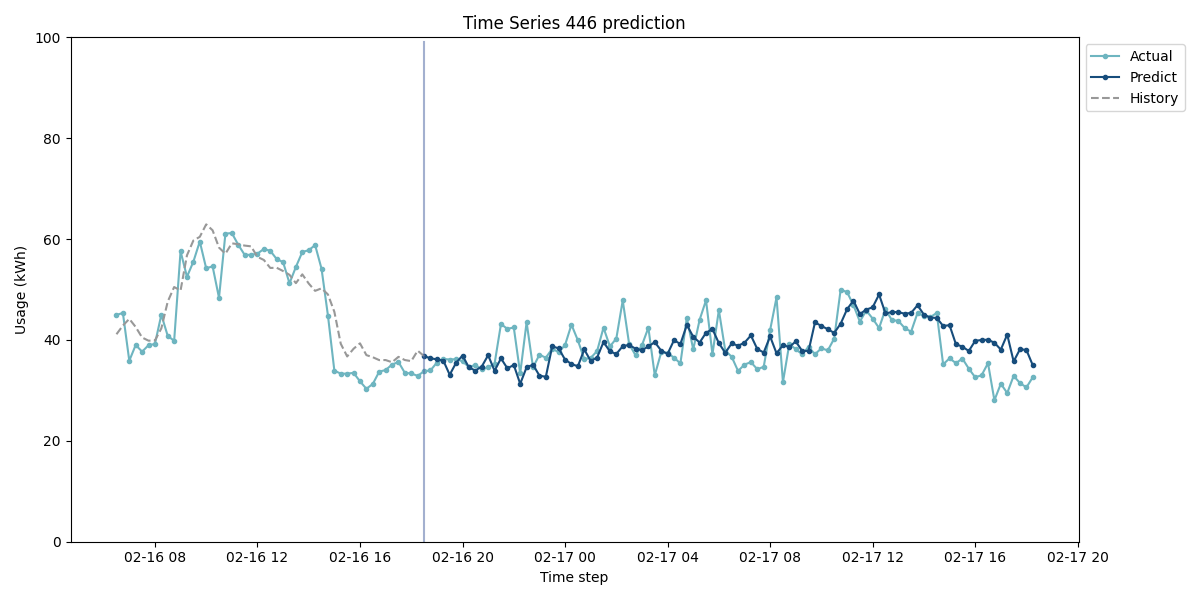 Time Series 446 prediction
100
80
60
40
20
0
Usage (kWh)
02-16 08
02-16 12
02-16 16
02-16 20
02-17 00
02-17 04
02-17 08
02-17 12
02-17 16
02-17 20
Time step
Actual
Predict
History